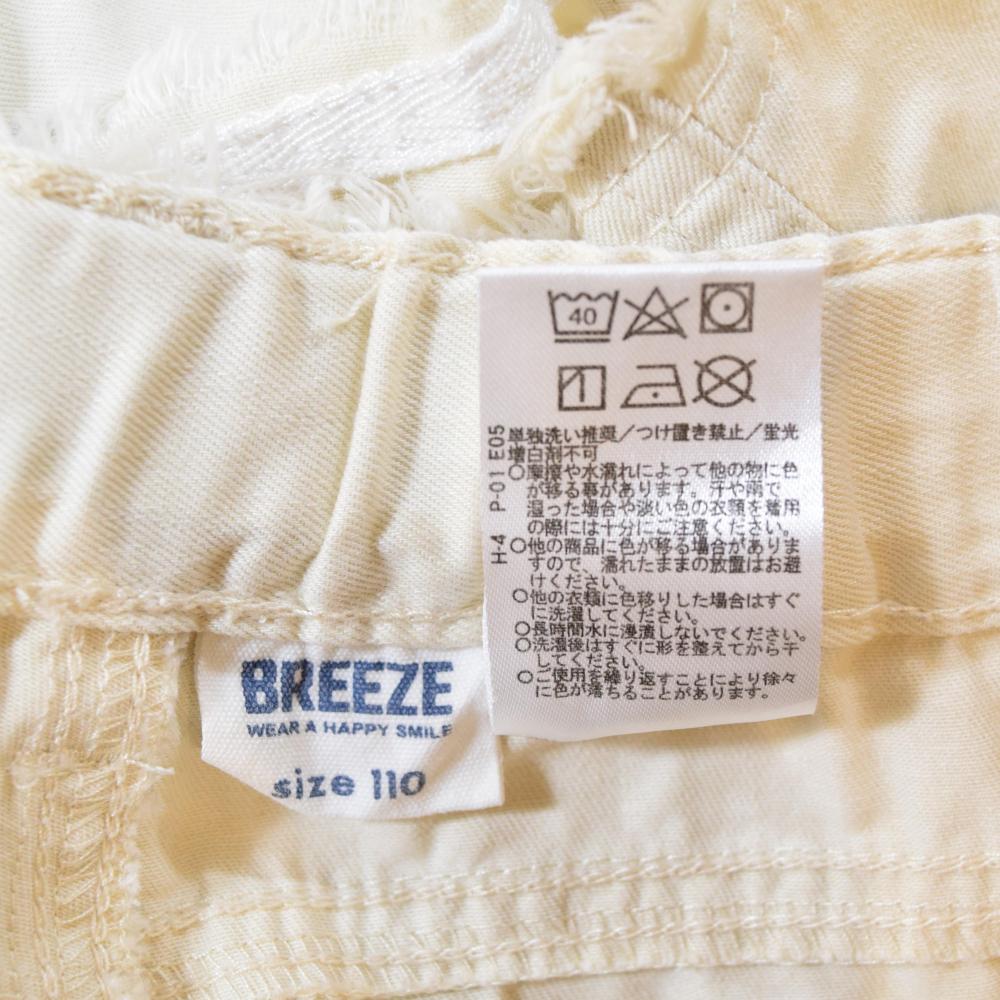 40
単独洗い推奨／つけ置き禁止／蛍光
増白剤不可
○摩擦や水濡れによって他の物に色
が移る事があります。汗や雨で
湿った場合や淡い色の衣類を着用
の際には十分にご注意ください。
○他の商品に色が移る場合がありま
すので、濡れたままの放置はお避
けください。
○他の衣類に色移りした場合はすぐ
に洗濯してください。
○長時間水に浸漬しないでください。
○洗濯後はすぐに形を整えてから干
してください。
○ご使用を繰り返すことにより徐々
に色が落ちることがあります。
H-4 P-01 E05
BREEZE
WEAR A HAPPY SMILE
size 110